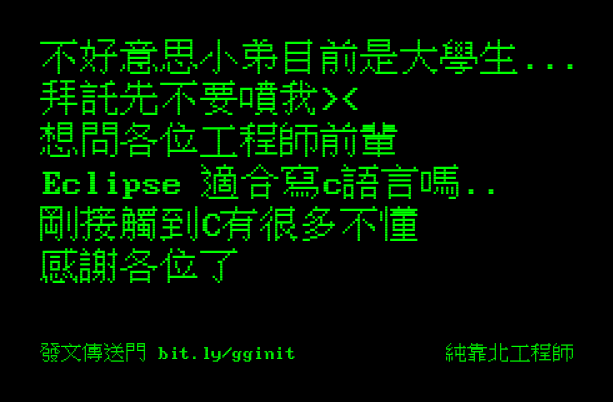 不好意思小弟目前是大學生...
拜託先不要噴我><
想問各位工程師前輩
Eclipse 適合寫c語言嗎..
剛接觸到C有很多不懂
感謝各位了
發文傳送門 bit.ly/gginit
純靠北工程師